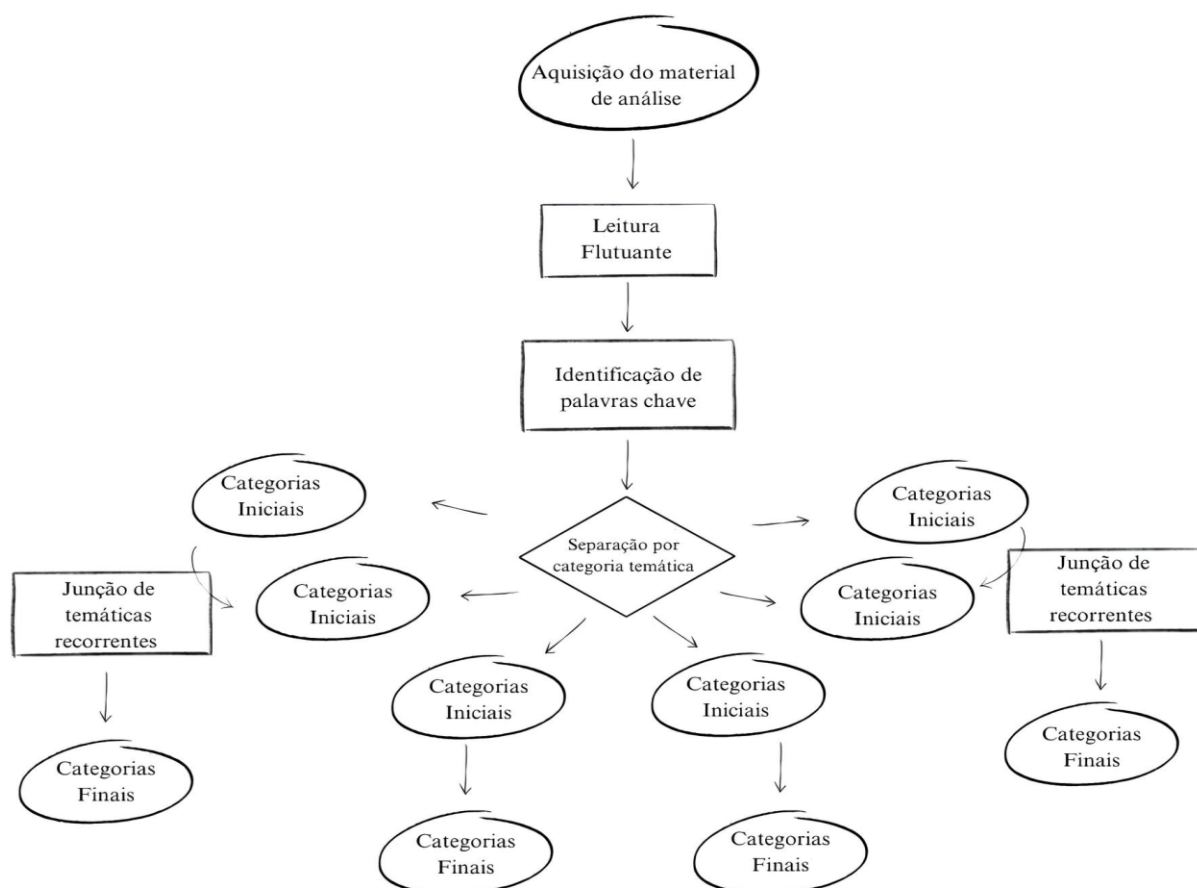 Aquisição do material
de análise
Leitura
Flutuante
Identificação de
palavras chave
Categorias
Iniciais
Categorias
Iniciais
Separação por
categoria temática
Junção de
temáticas
recorrentes
Categorias
Iniciais
Categorias
Iniciais
Junção de
temáticas
recorrentes
Categorias
Iniciais
Categorias
Iniciais
Categorias
Finais
Categorias
Finais
Categorias
Finais
Categorias
Finais